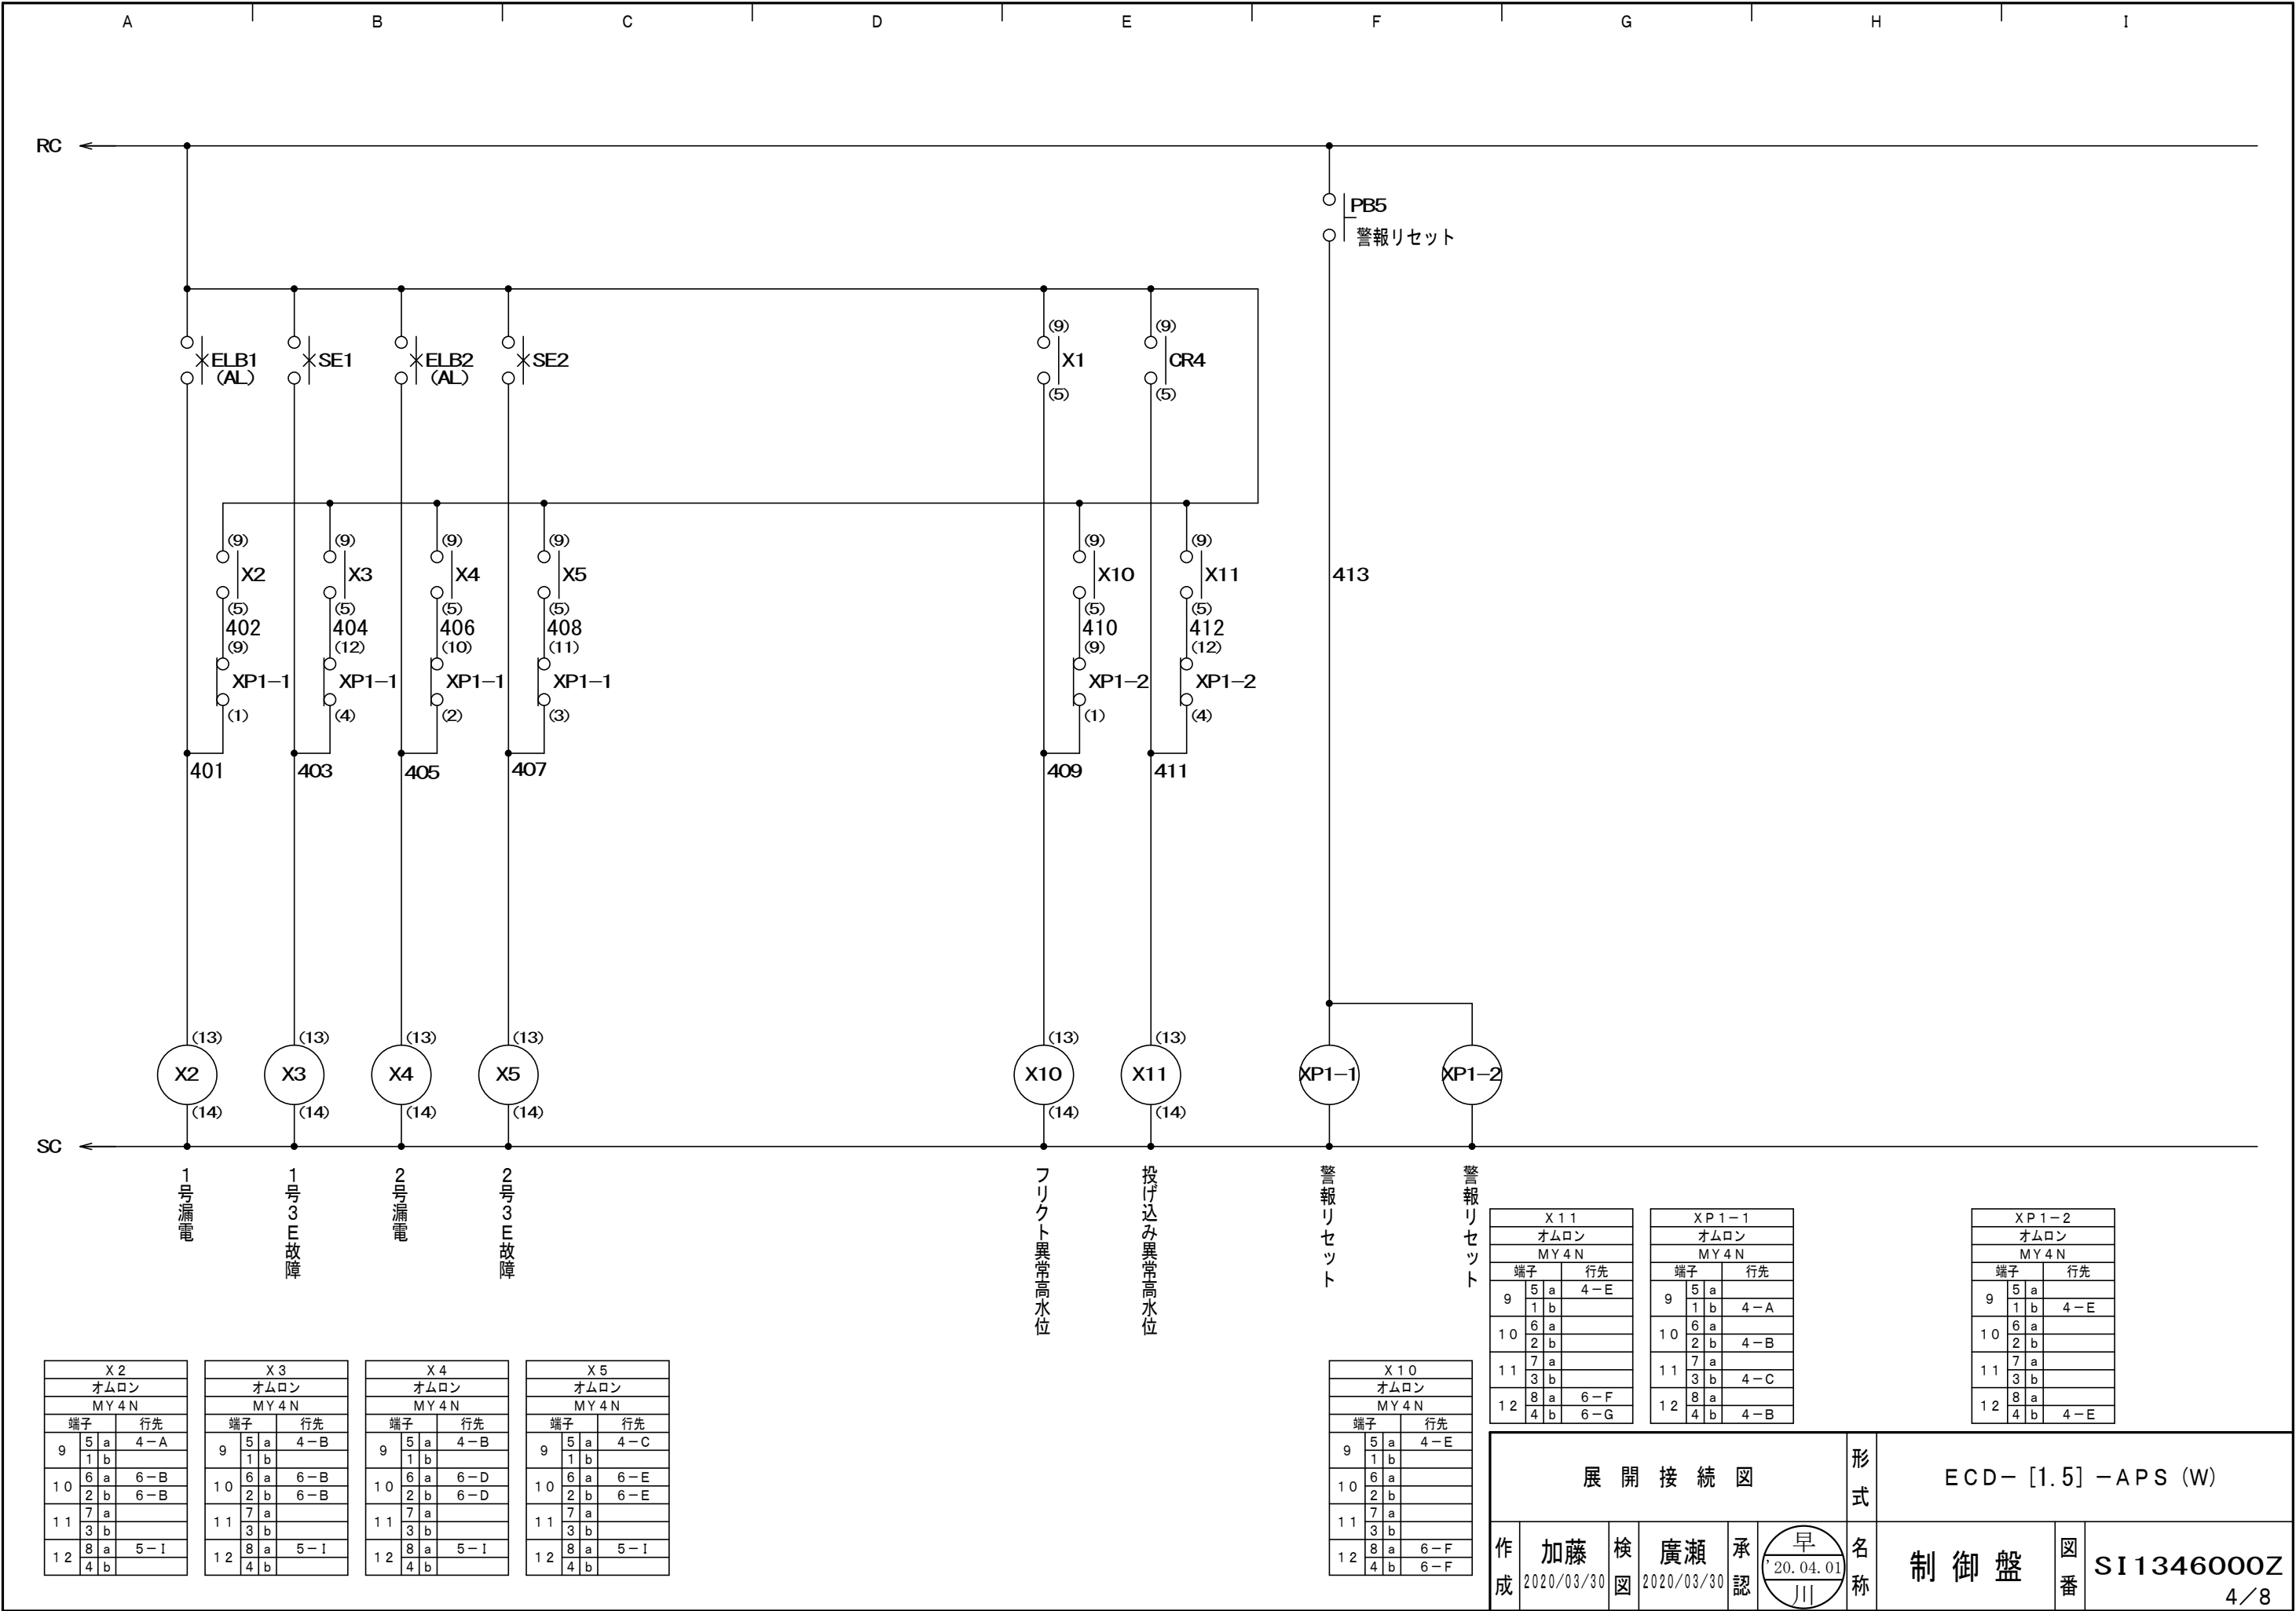 A B C D E F G H I
RC
PB5
警報リセット
ELB1
(AL)
SE1
ELB2
(AL)
SE2
(9)
X1
(5)
(9)
CR4
(5)
(9)
X2
(5)
402
(9)
XP1-1
(1)
(9)
X3
(5)
404
(12)
XP1-1
(4)
(9)
X4
(5)
406
(10)
XP1-1
(2)
(9)
X5
(5)
408
(11)
XP1-1
(3)
(9)
X10
(5)
410
(9)
XP1-2
(1)
(9)
X11
(5)
412
(12)
XP1-2
(4)
413
401
403
405
407
409
411
(13)
X2
(14)
(13)
X3
(14)
(13)
X4
(14)
(13)
X5
(14)
(13)
X10
(14)
(13)
X11
(14)
XP1-1
XP1-2
SC
1号漏電
1号3E故障
2号漏電
2号3E故障
フリクト異常高水位
投げ込み異常高水位
警報リセット
警報リセット
X11
オムロン
MY4N
端子 行先
9 5 a 4-E
1 b
10 6 a
2 b
11 7 a
3 b
12 8 a 6-F
4 b 6-G
XP1-1
オムロン
MY4N
端子 行先
9 5 a
1 b 4-A
10 6 a
2 b 4-B
11 7 a
3 b 4-C
12 8 a
4 b 4-B
XP1-2
オムロン
MY4N
端子 行先
9 5 a
1 b 4-E
10 6 a
2 b
11 7 a
3 b
12 8 a
4 b 4-E
X2
オムロン
MY4N
端子 行先
9 5 a 4-A
1 b
10 6 a 6-B
2 b 6-B
11 7 a
3 b
12 8 a 5-I
4 b
X3
オムロン
MY4N
端子 行先
9 5 a 4-B
1 b
10 6 a 6-B
2 b 6-B
11 7 a
3 b
12 8 a 5-I
4 b
X4
オムロン
MY4N
端子 行先
9 5 a 4-B
1 b
10 6 a 6-D
2 b 6-D
11 7 a
3 b
12 8 a 5-I
4 b
X5
オムロン
MY4N
端子 行先
9 5 a 4-C
1 b
10 6 a 6-E
2 b 6-E
11 7 a
3 b
12 8 a 5-I
4 b
X10
オムロン
MY4N
端子 行先
9 5 a 4-E
1 b
10 6 a
2 b
11 7 a
3 b
12 8 a 6-F
4 b 6-F
展開接続図
形式
ECD-[1.5]-APS(W)
作成
加藤
2020/03/30
検図
廣瀬
2020/03/30
承認
早
'20.04.01
川
名称
制御盤
図番
SI1346000Z
4/8